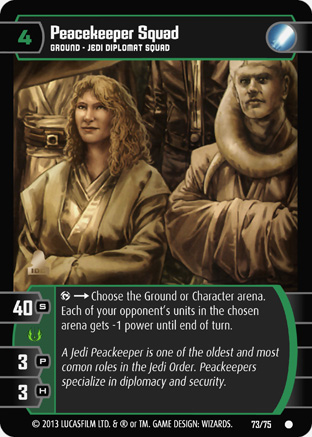 4 Peacekeeper Squad
GROUND - JEDI DIPLOMAT SQUAD
40 S
Choose the Ground or Character arena.
Each of your opponent's units in the chosen
arena gets -1 power until end of turn.
3 P
A Jedi Peackeeper is one of the oldest and most
comon roles in the Jedi Order. Peackeepers
specialize in diplomacy and security.
3 H
© 2013 LUCASFILM LTD. & ® OR TM. GAME DESIGN: WIZARDS. 73/75